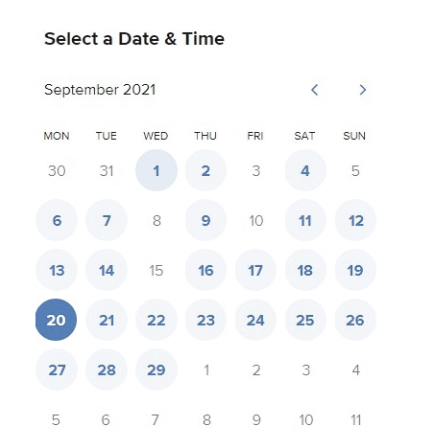 Select a Date & Time
September 2021
MON TUE WED THU FRI SAT SUN
30 31 1 2 3 4 5
6 7 8 9 10 11 12
13 14 15 16 17 18 19
20 21 22 23 24 25 26
27 28 29 1 2 3 4
5 6 7 8 9 10 11